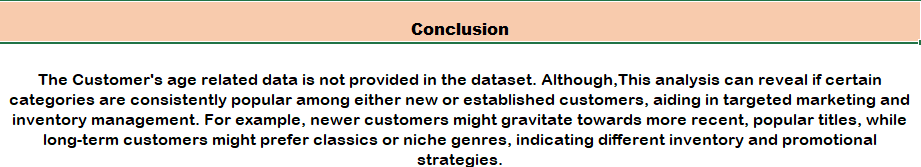 Conclusion
The Customer's age related data is not provided in the dataset. Although,This analysis can reveal if certain
categories are consistently popular among either new or established customers, aiding in targeted marketing and
inventory management. For example, newer customers might gravitate towards more recent, popular titles, while
long-term customers might prefer classics or niche genres, indicating different inventory and promotional
strategies.